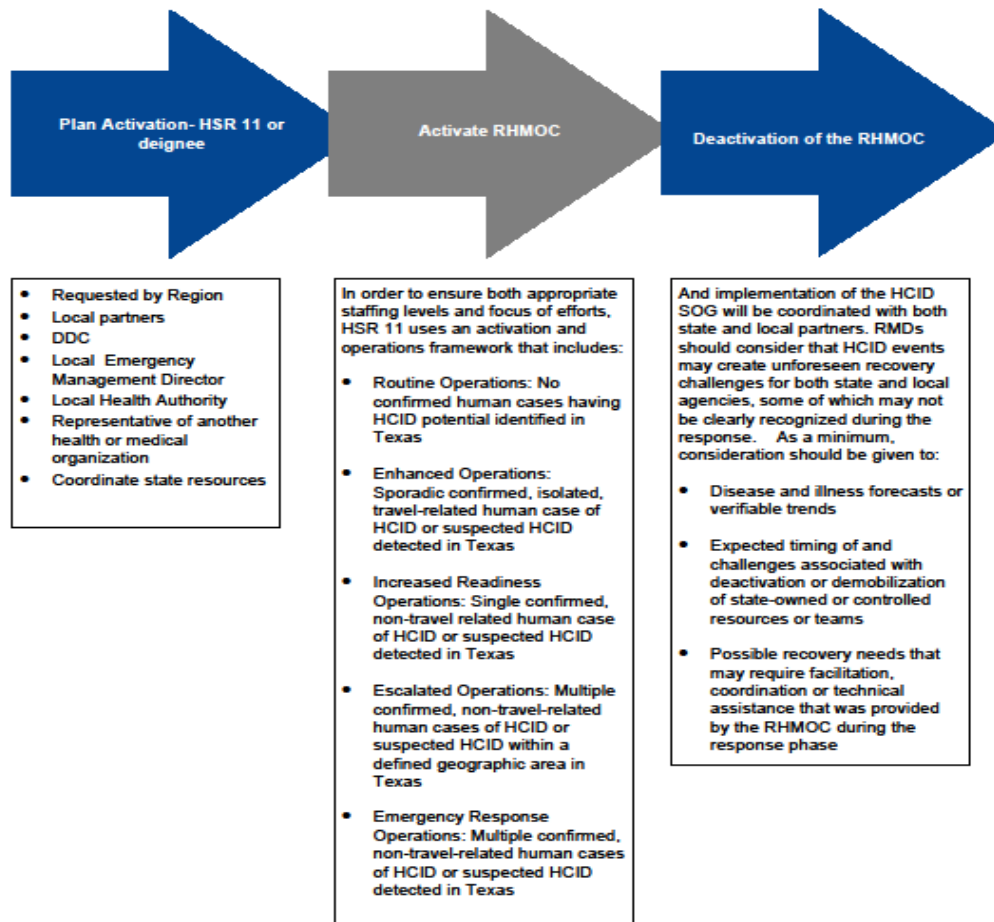 Plan Activation- HSR 11 or
deignee
Activate RHMOC
Deactivation of the RHMOC
• Requested by Region
• Local partners
• DDC
• Local Emergency
Management Director
• Local Health Authority
• Representative of another
health or medical
organization
• Coordinate state resources
In order to ensure both appropriate
staffing levels and focus of efforts,
HSR 11 uses an activation and
operations framework that includes:
• Routine Operations: No
confirmed human cases having
HCID potential identified in
Texas
• Enhanced Operations:
Sporadic confirmed, isolated,
travel-related human case of
HCID or suspected HCID
detected in Texas
• Increased Readiness
Operations: Single confirmed,
non-travel related human case
of HCID or suspected HCID
detected in Texas
• Escalated Operations: Multiple
confirmed, non-travel-related
human cases of HCID or
suspected HCID within a
defined geographic area in
Texas
• Emergency Response
Operations: Multiple confirmed,
non-travel-related human cases
of HCID or suspected HCID
detected in Texas
And implementation of the HCID
SOG will be coordinated with both
state and local partners. RMDs
should consider that HCID events
may create unforeseen recovery
challenges for both state and local
agencies, some of which may not
be clearly recognized during the
response. As a minimum,
consideration should be given to:
• Disease and illness forecasts or
verifiable trends
• Expected timing of and
challenges associated with
deactivation or demobilization
of state-owned or controlled
resources or teams
• Possible recovery needs that
may require facilitation,
coordination or technical
assistance that was provided
by the RHMOC during the
response phase